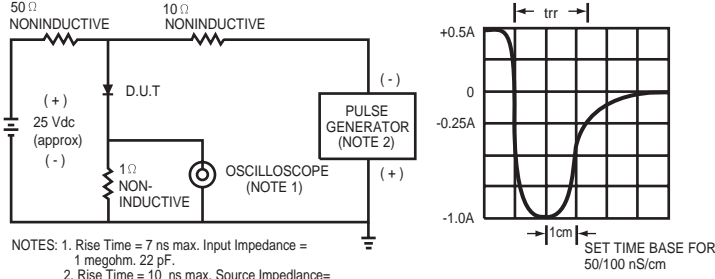 50 Ω
NONINDUCTIVE
10 Ω
NONINDUCTIVE
trr
+0.5A
(-)
D.U.T
(+)
25 Vdc
(approx)
(-)
PULSE
GENERATOR
(NOTE 2)
0
-0.25A
1 Ω
NON-
INDUCTIVE
OSCILLOSCOPE
(NOTE 1)
(+)
-1.0A
1cm
SET TIME BASE FOR
50/100 nS/cm
NOTES: 1. Rise Time = 7 ns max. Input Impedance =
1 megohm. 22 pF.
2. Rise Time = 10 ns max. Source Impedlance=